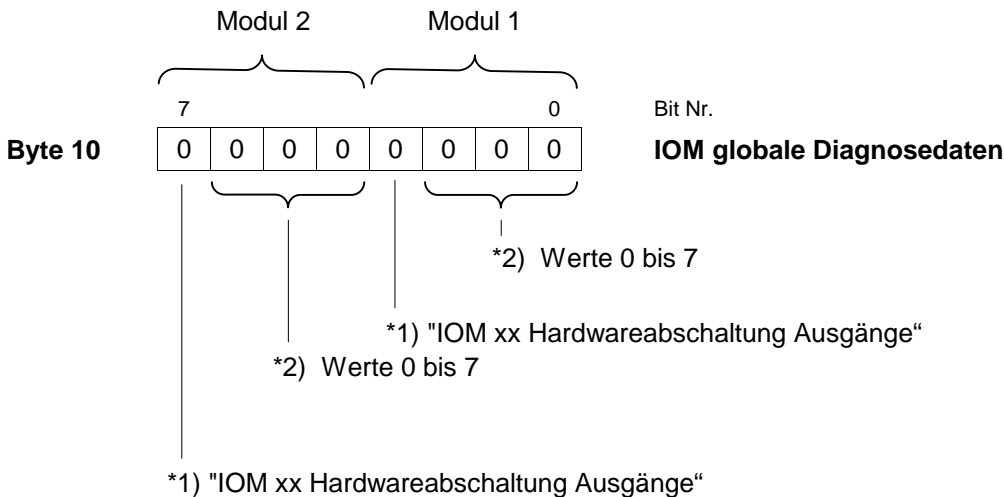 Modul 2 Modul 1
7 0 Bit Nr.
Byte 10 0 0 0 0 0 0 0 0 IOM globale Diagnosedaten
*2) Werte 0 bis 7
*1) "IOM xx Hardwareabschaltung Ausgänge“
*2) Werte 0 bis 7
*1) "IOM xx Hardwareabschaltung Ausgänge“